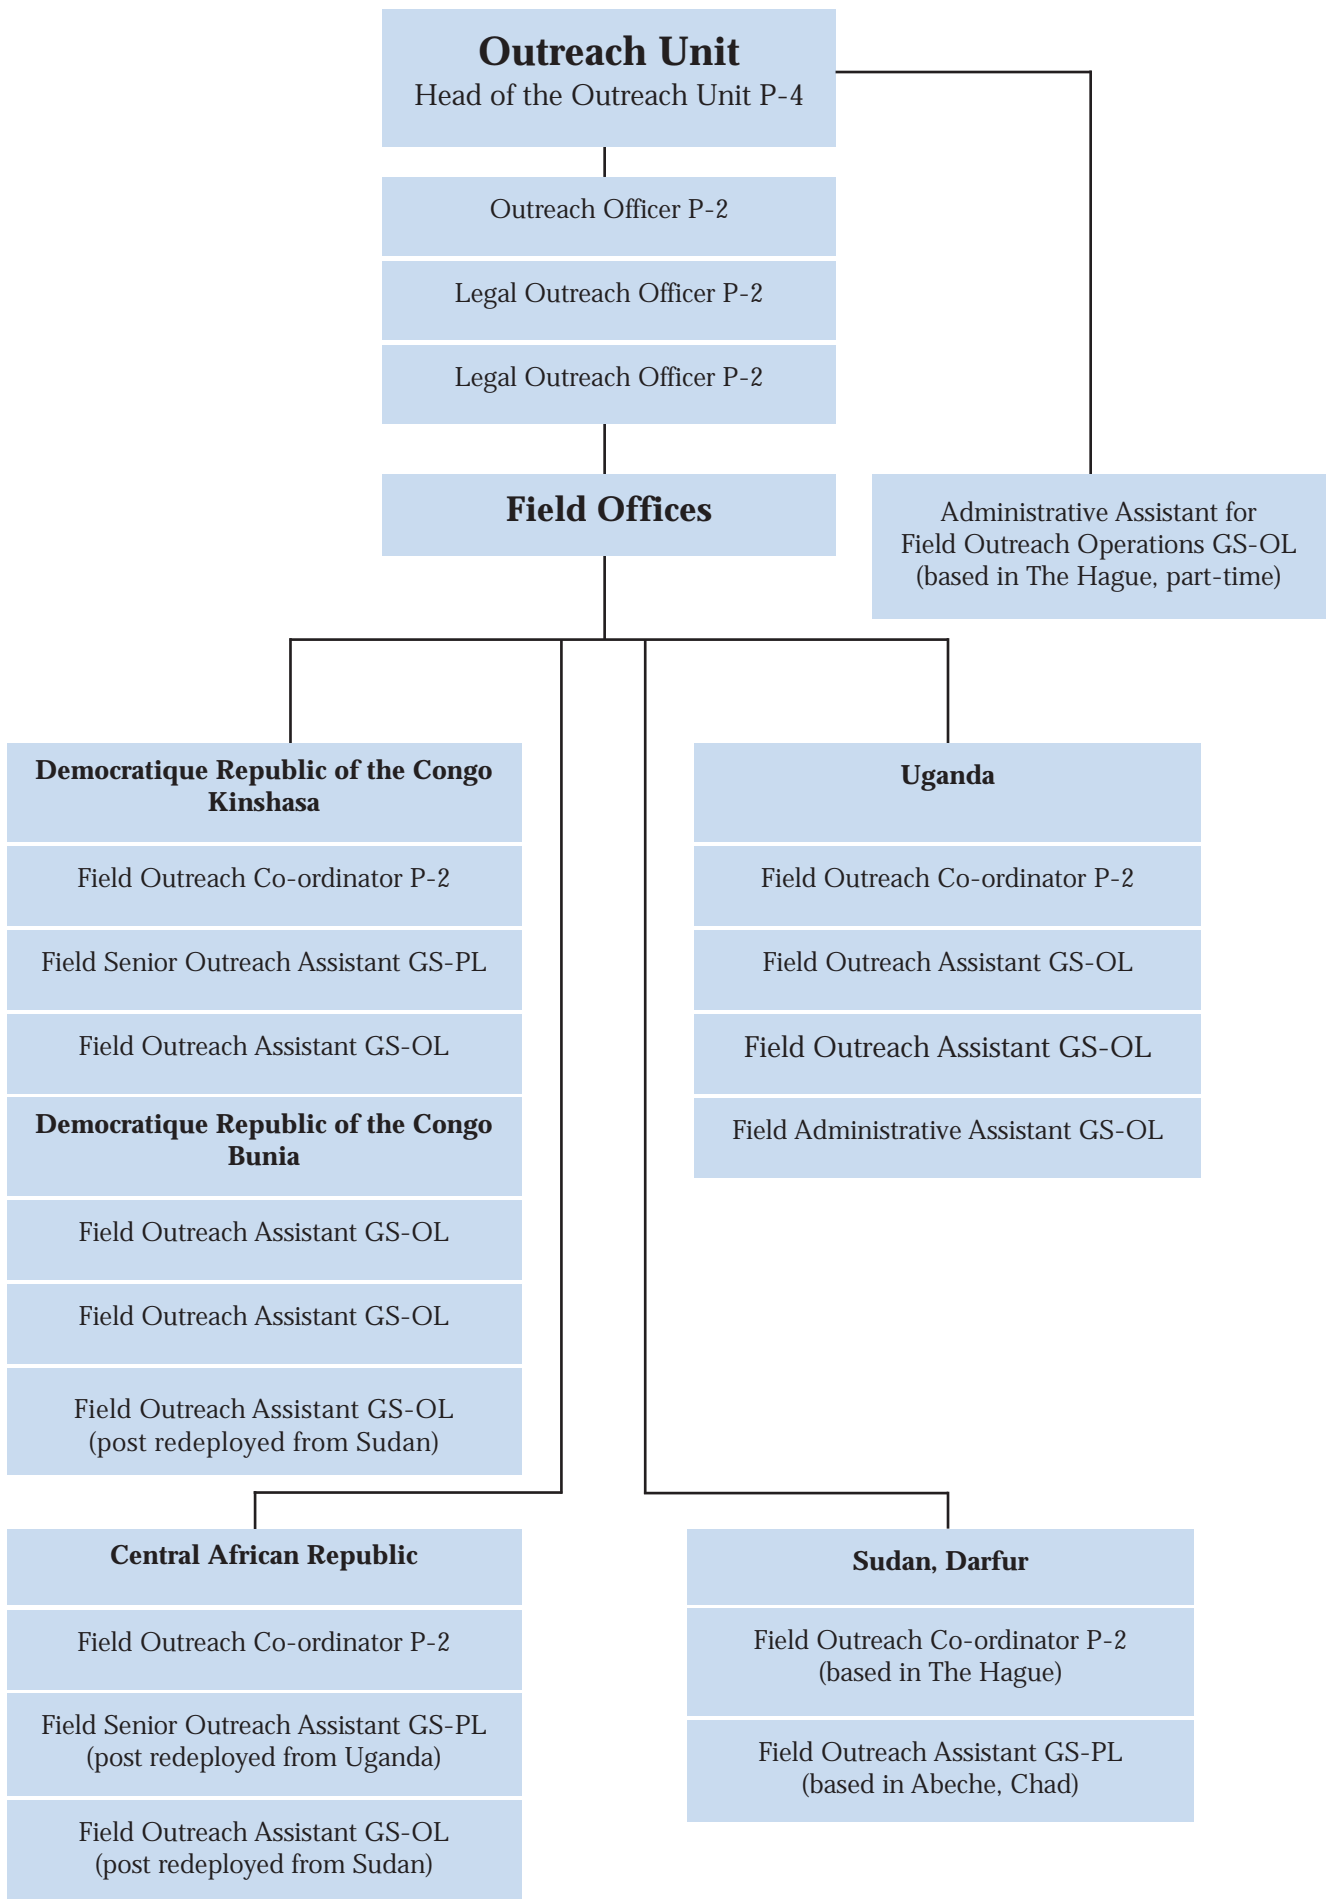 Outreach Unit
Head of the Outreach Unit P-4
Outreach Officer P-2
Legal Outreach Officer P-2
Legal Outreach Officer P-2
Field Offices
Administrative Assistant for
Field Outreach Operations GS-OL
(based in The Hague, part-time)
Democratique Republic of the Congo
Kinshasa
Field Outreach Co-ordinator P-2
Field Senior Outreach Assistant GS-PL
Field Outreach Assistant GS-OL
Democratique Republic of the Congo
Bunia
Field Outreach Assistant GS-OL
Field Outreach Assistant GS-OL
Field Outreach Assistant GS-OL
(post redeployed from Sudan)
Uganda
Field Outreach Co-ordinator P-2
Field Outreach Assistant GS-OL
Field Outreach Assistant GS-OL
Field Administrative Assistant GS-OL
Central African Republic
Field Outreach Co-ordinator P-2
Field Senior Outreach Assistant GS-PL
(post redeployed from Uganda)
Field Outreach Assistant GS-OL
(post redeployed from Sudan)
Sudan, Darfur
Field Outreach Co-ordinator P-2
(based in The Hague)
Field Outreach Assistant GS-PL
(based in Abeche, Chad)